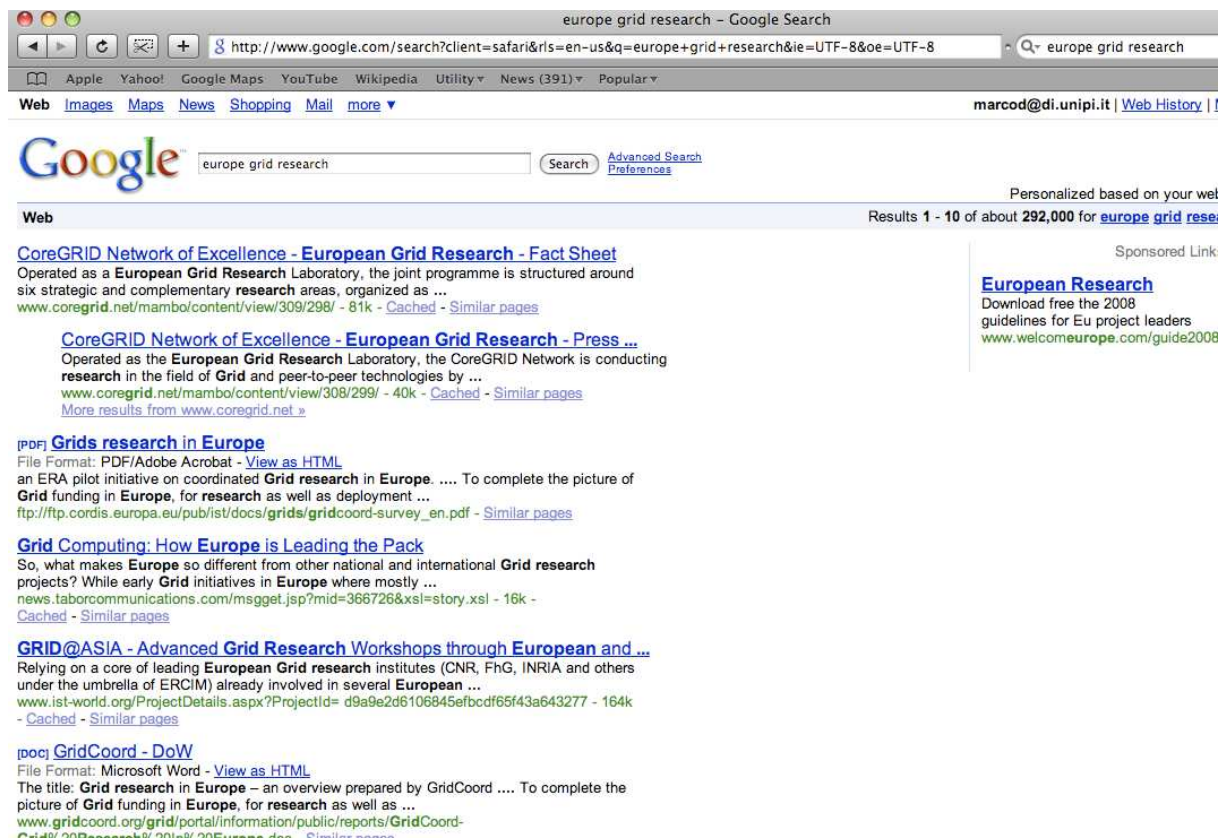 europe grid research – Google Search
http://www.google.com/search?client=safari&rls=en-us&q=europe+grid+research&ie=UTF-8&oe=UTF-8
europe grid research
Apple Yahoo! Google Maps YouTube Wikipedia Utility▾ News (391)▾ Popular▾
Web Images Maps News Shopping Mail more ▼
marcod@di.unipi.it | Web History |
Google
europe grid research
Search
Advanced Search
Preferences
Personalized based on your web
Web
Results 1 - 10 of about 292,000 for europe grid resea
CoreGRID Network of Excellence - European Grid Research - Fact Sheet
Operated as a European Grid Research Laboratory, the joint programme is structured around
six strategic and complementary research areas, organized as ...
www.coregrid.net/mambo/content/view/309/298/ - 81k - Cached - Similar pages
CoreGRID Network of Excellence - European Grid Research - Press ...
Operated as the European Grid Research Laboratory, the CoreGRID Network is conducting
research in the field of Grid and peer-to-peer technologies by ...
www.coregrid.net/mambo/content/view/308/299/ - 40k - Cached - Similar pages
More results from www.coregrid.net »
[PDF] Grids research in Europe
File Format: PDF/Adobe Acrobat - View as HTML
an ERA pilot initiative on coordinated Grid research in Europe. .... To complete the picture of
Grid funding in Europe, for research as well as deployment ...
ftp://ftp.cordis.europa.eu/pub/ist/docs/grids/gridcoord-survey_en.pdf - Similar pages
Grid Computing: How Europe is Leading the Pack
So, what makes Europe so different from other national and international Grid research
projects? While early Grid initiatives in Europe where mostly ...
news.taborcommunications.com/msgget.jsp?mid=366726&xsl=story.xsl - 16k -
Cached - Similar pages
GRID@ASIA - Advanced Grid Research Workshops through European and ...
Relying on a core of leading European Grid research institutes (CNR, FhG, INRIA and others
under the umbrella of ERCIM) already involved in several European ...
www.ist-world.org/ProjectDetails.aspx?ProjectId= d9a9e2d6106845efbcdf65f43a643277 - 164k
- Cached - Similar pages
[DOC] GridCoord - DoW
File Format: Microsoft Word - View as HTML
The title: Grid research in Europe – an overview prepared by GridCoord .... To complete the
picture of Grid funding in Europe, for research as well as ...
www.gridcoord.org/grid/portal/information/public/reports/GridCoord-
Grid%20Research%20In%20Europe.doc - Similar pages
Sponsored Links
European Research
Download free the 2008
guidelines for Eu project leaders
www.welcomeurope.com/guide2008